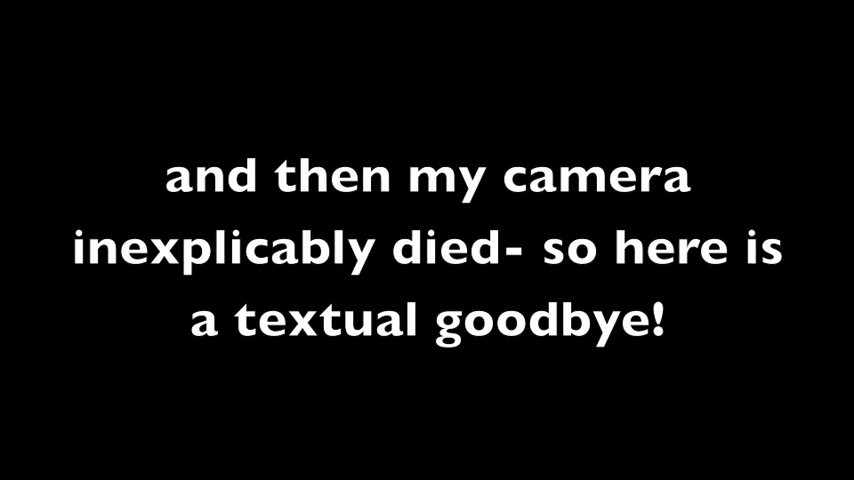 and then my camera
inexplicably died- so here is
a textual goodbye!